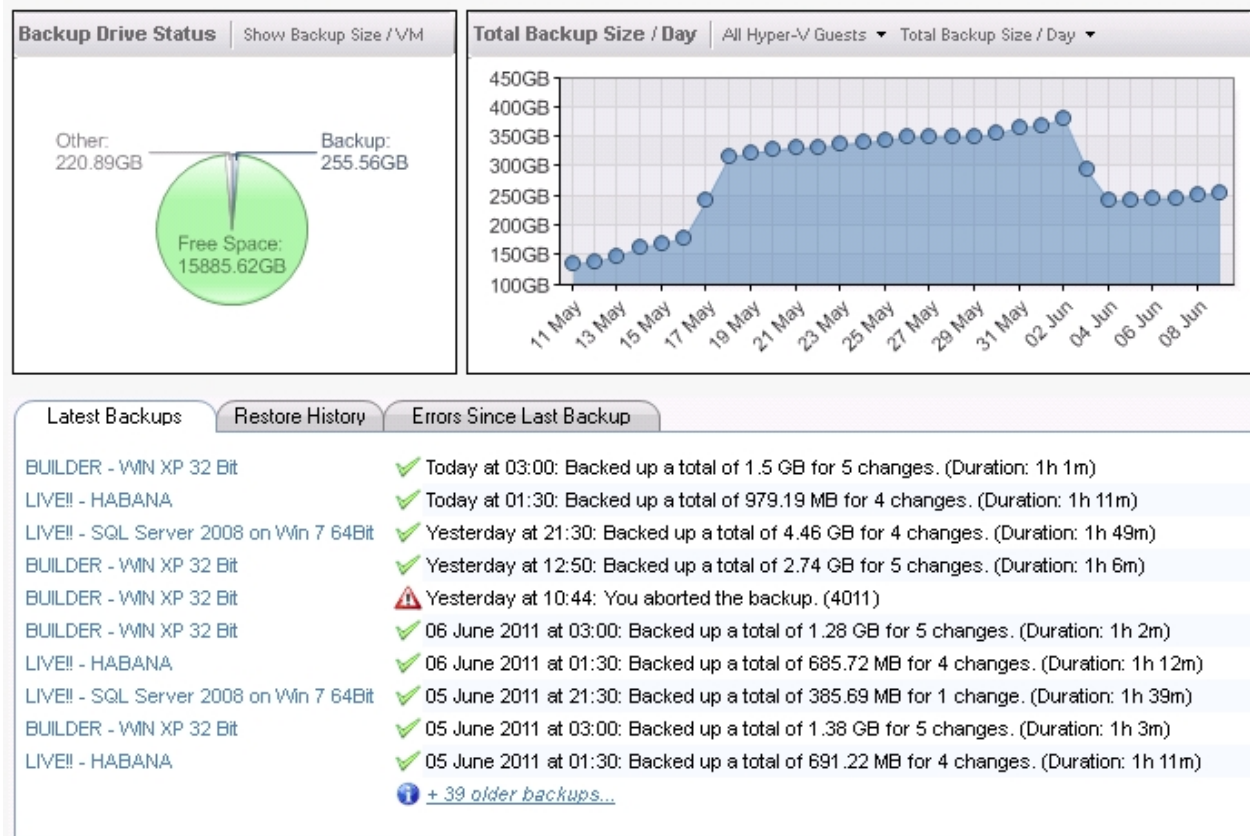 Backup Drive Status Show Backup Size / VM
Other:
220.89GB
Backup:
255.56GB
Free Space:
15885.62GB
Total Backup Size / Day All Hyper-V Guests Total Backup Size / Day
450GB
400GB
350GB
300GB
250GB
200GB
150GB
100GB
11 May 13 May 15 May 17 May 19 May 21 May 23 May 25 May 27 May 29 May 31 May 02 Jun 04 Jun 06 Jun 08 Jun
Latest Backups Restore History Errors Since Last Backup
BUILDER - WIN XP 32 Bit Today at 03:00: Backed up a total of 1.5 GB for 5 changes. (Duration: 1h 1m)
LIVE!! - HABANA Today at 01:30: Backed up a total of 979.19 MB for 4 changes. (Duration: 1h 11m)
LIVE!! - SQL Server 2008 on Win 7 64Bit Yesterday at 21:30: Backed up a total of 4.46 GB for 4 changes. (Duration: 1h 49m)
BUILDER - WIN XP 32 Bit Yesterday at 12:50: Backed up a total of 2.74 GB for 5 changes. (Duration: 1h 6m)
BUILDER - WIN XP 32 Bit Yesterday at 10:44: You aborted the backup. (4011)
BUILDER - WIN XP 32 Bit 06 June 2011 at 03:00: Backed up a total of 1.28 GB for 5 changes. (Duration: 1h 2m)
LIVE!! - HABANA 06 June 2011 at 01:30: Backed up a total of 685.72 MB for 4 changes. (Duration: 1h 12m)
LIVE!! - SQL Server 2008 on Win 7 64Bit 05 June 2011 at 21:30: Backed up a total of 385.69 MB for 1 change. (Duration: 1h 39m)
BUILDER - WIN XP 32 Bit 05 June 2011 at 03:00: Backed up a total of 1.38 GB for 5 changes. (Duration: 1h 3m)
LIVE!! - HABANA 05 June 2011 at 01:30: Backed up a total of 691.22 MB for 4 changes. (Duration: 1h 11m)
+ 39 older backups...